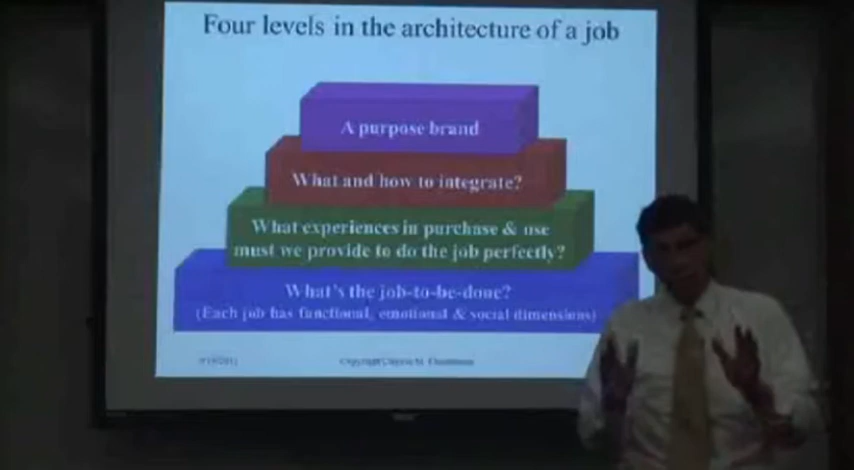 Four levels in the architecture of a job
A purpose brand
What and how to integrate?
What experiences in purchase & use
must we provide to do the job perfectly?
What's the job-to-be-done?
(Each job has functional, emotional & social dimensions)
Copyright